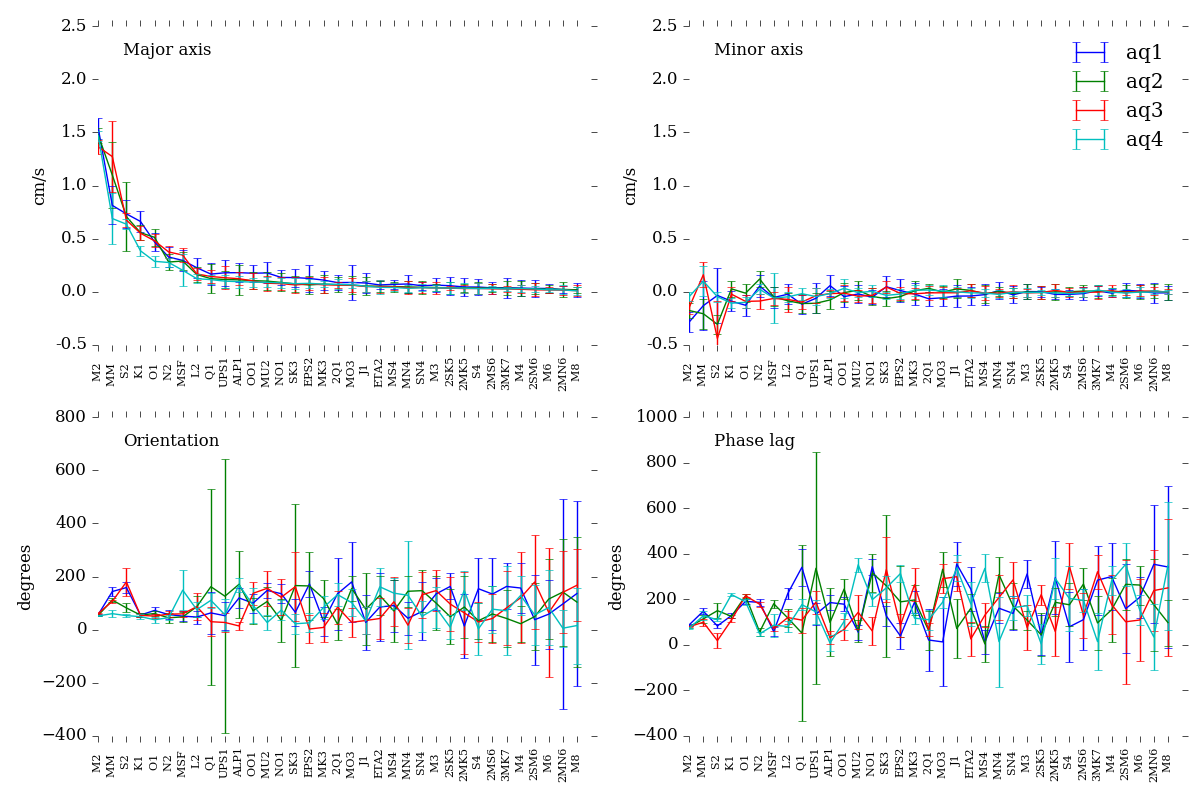 Major axis
cm/s
2.5
2.0
1.5
1.0
0.5
0.0
−0.5
M2 MM S2 K1 O1 N2 MSF L2 Q1 UPS1 ALP1 OO1 MU2 NO1 SK3 EPS2 MK3 2Q1 MO3 J1 ETA2 MS4 MN4 SN4 M3 2SK5 2MK5 S4 2MS6 3MK7 M4 2SM6 M6 2MN6 M8
Minor axis
cm/s
2.5
2.0
1.5
1.0
0.5
0.0
−0.5
M2 MM S2 K1 O1 N2 MSF L2 Q1 UPS1 ALP1 OO1 MU2 NO1 SK3 EPS2 MK3 2Q1 MO3 J1 ETA2 MS4 MN4 SN4 M3 2SK5 2MK5 S4 2MS6 3MK7 M4 2SM6 M6 2MN6 M8
aq1
aq2
aq3
aq4
Orientation
degrees
800
600
400
200
0
−200
−400
M2 MM S2 K1 O1 N2 MSF L2 Q1 UPS1 ALP1 OO1 MU2 NO1 SK3 EPS2 MK3 2Q1 MO3 J1 ETA2 MS4 MN4 SN4 M3 2SK5 2MK5 S4 2MS6 3MK7 M4 2SM6 M6 2MN6 M8
Phase lag
degrees
1000
800
600
400
200
0
−200
−400
M2 MM S2 K1 O1 N2 MSF L2 Q1 UPS1 ALP1 OO1 MU2 NO1 SK3 EPS2 MK3 2Q1 MO3 J1 ETA2 MS4 MN4 SN4 M3 2SK5 2MK5 S4 2MS6 3MK7 M4 2SM6 M6 2MN6 M8